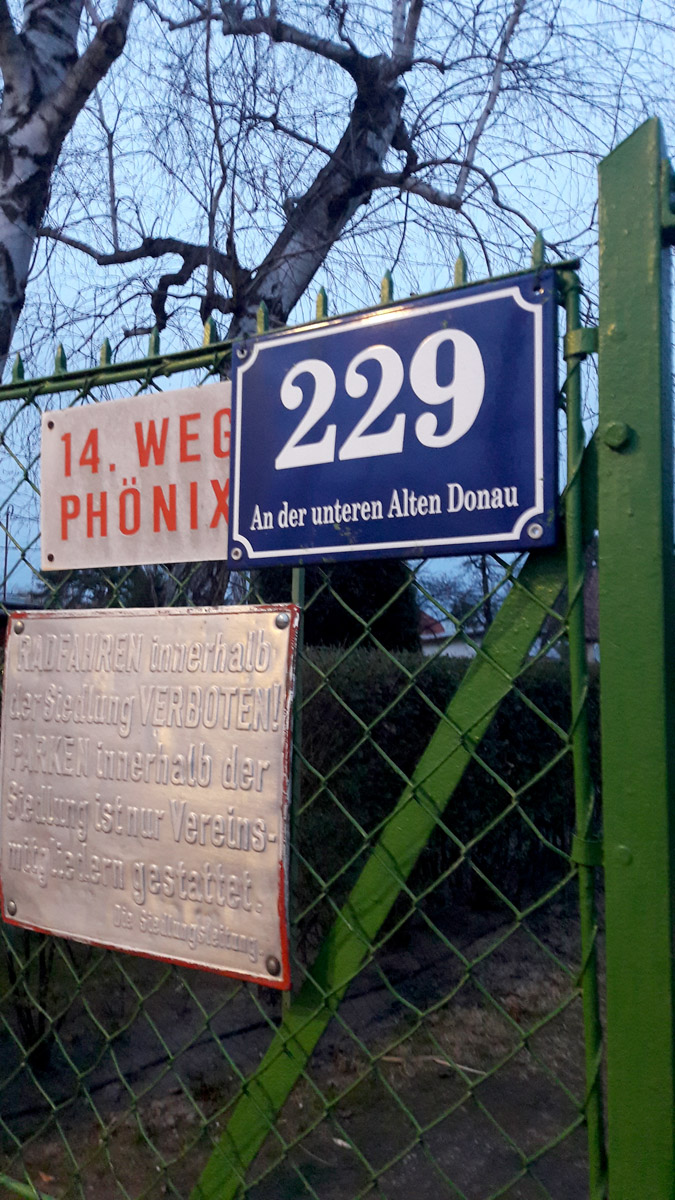 14. WEG
PHÖNIX
229
An der unteren Alten Donau
RADFAHREN innerhalb
der Siedlung VERBOTEN!
PARKEN innerhalb der
Siedlung ist nur Vereins-
mitgliedern gestattet.
Die Siedlungsleitung.